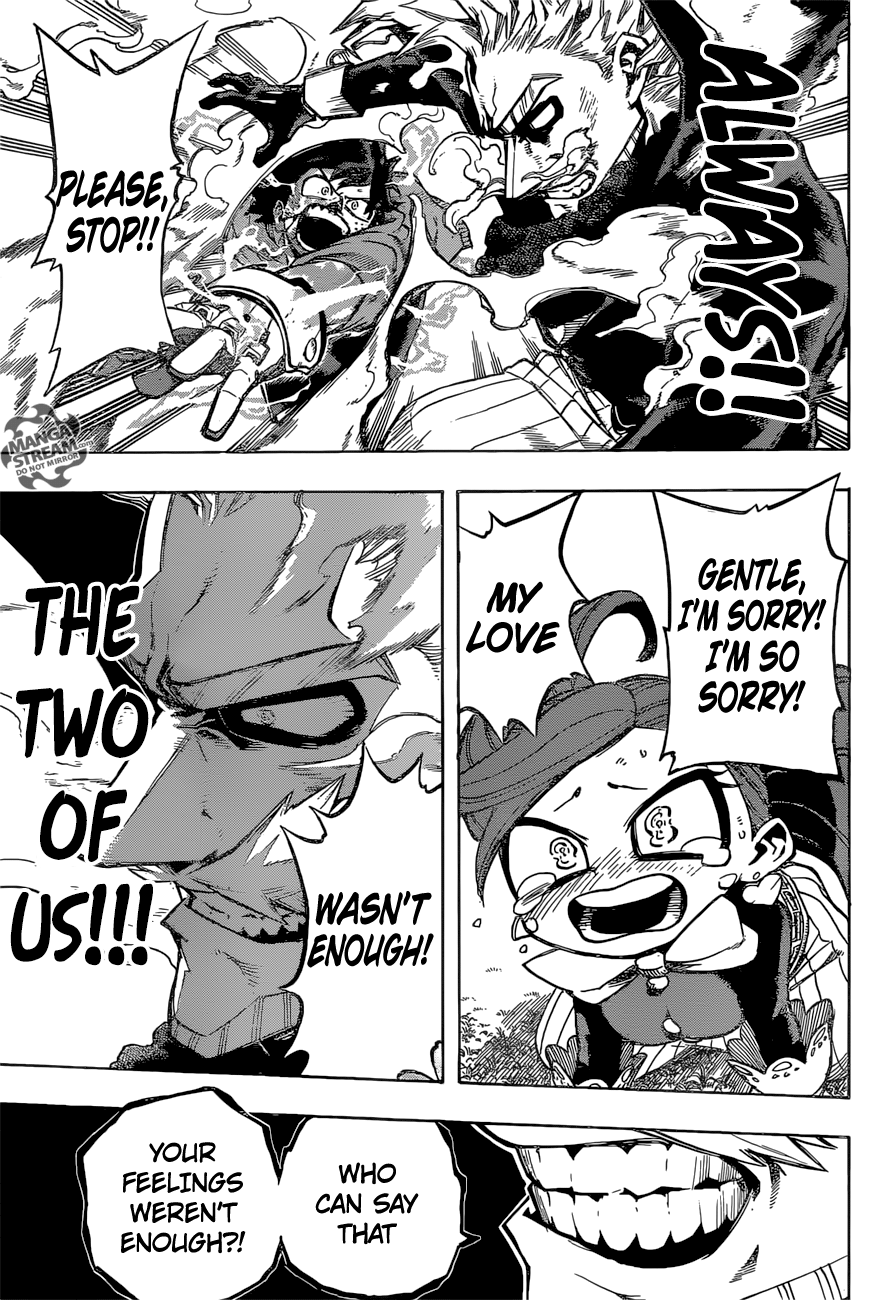 ALWAYS!!
PLEASE,
STOP!!
MANGA
STREAM.com
DO NOT MIRROR
GENTLE,
I'M SORRY!
I'M SO
SORRY!
MY
LOVE
WASN'T
ENOUGH!
THE
TWO
OF
US!!!
WHO
CAN SAY
THAT
YOUR
FEELINGS
WEREN'T
ENOUGH?!